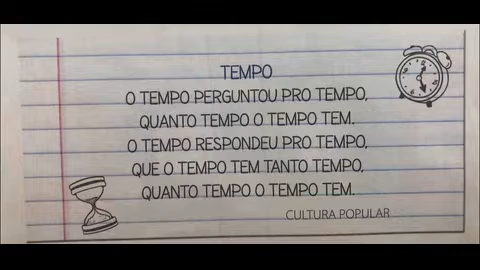 TEMPO
O TEMPO PERGUNTOU PRO TEMPO,
QUANTO TEMPO O TEMPO TEM.
O TEMPO RESPONDEU PRO TEMPO,
QUE O TEMPO TEM TANTO TEMPO,
QUANTO TEMPO O TEMPO TEM.
CULTURA POPULAR